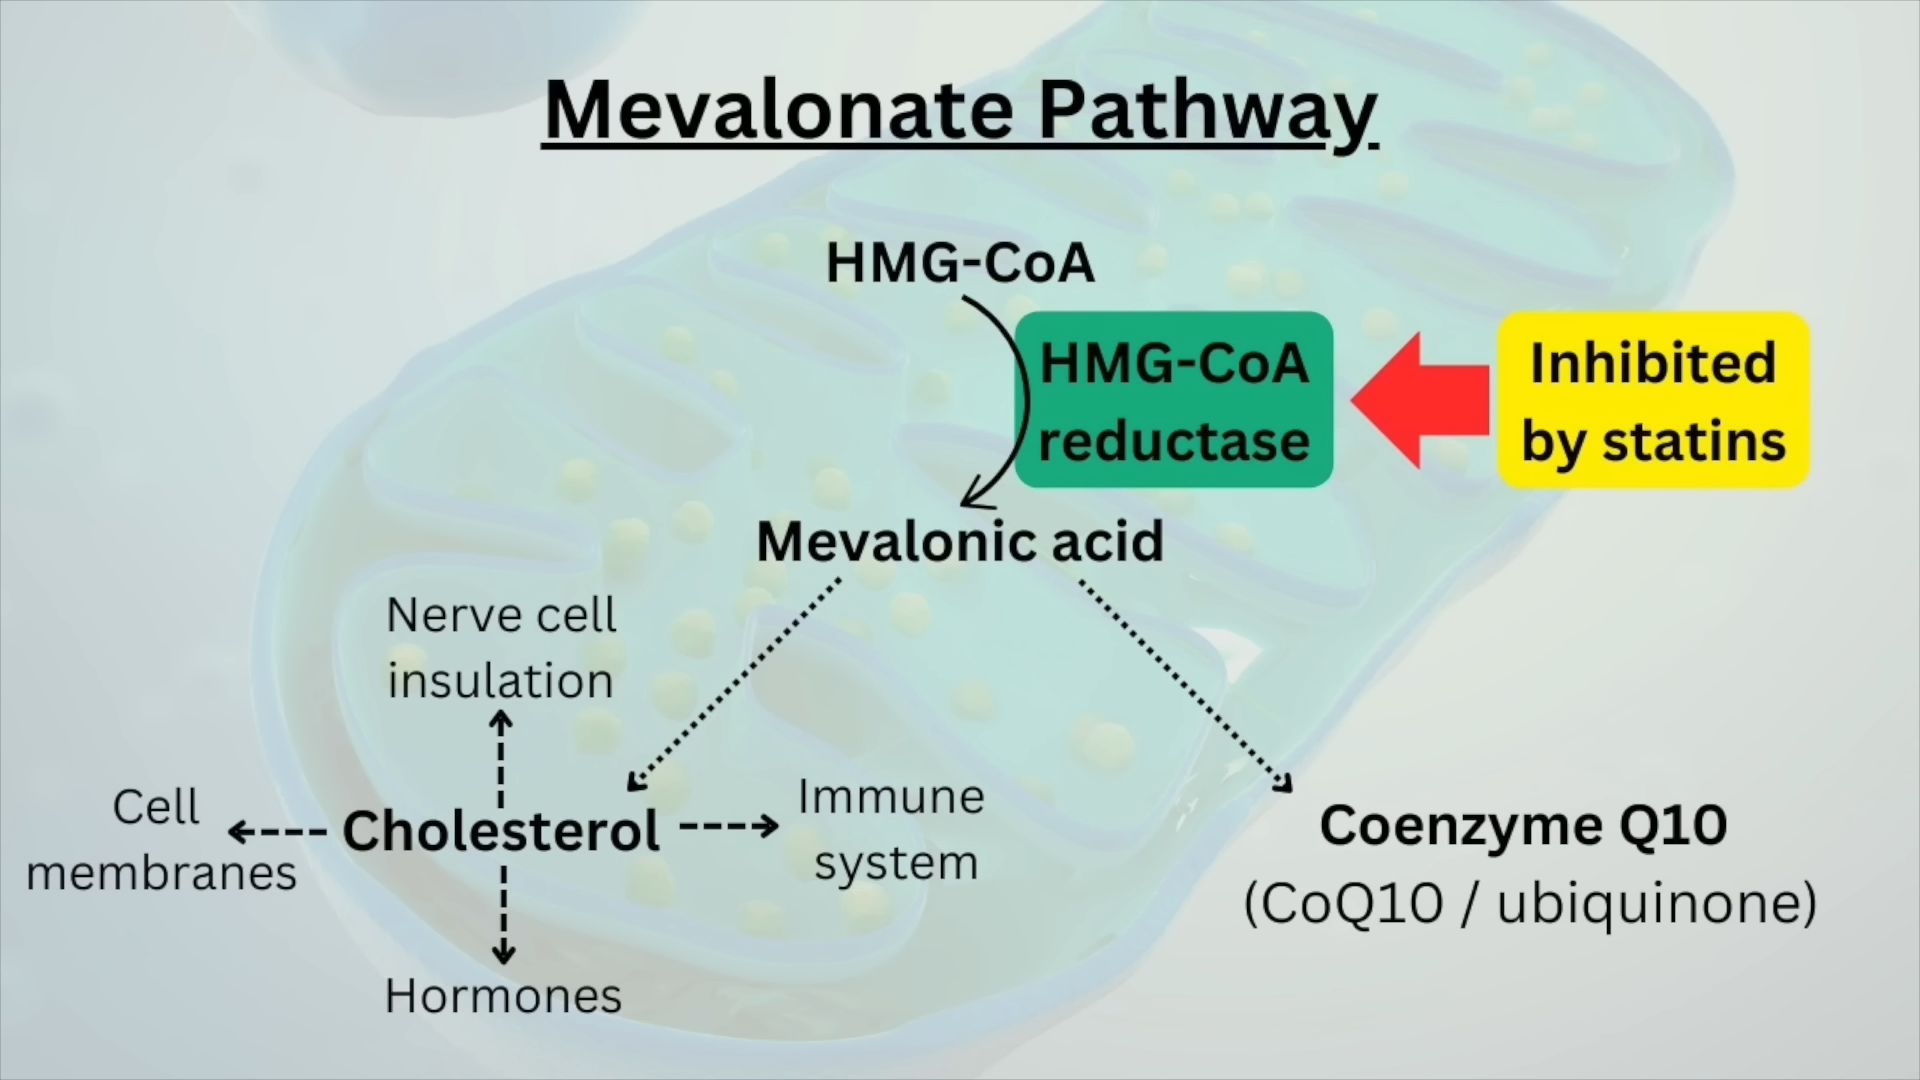 Mevalonate Pathway
HMG-CoA
HMG-CoA
reductase
Inhibited
by statins
Mevalonic acid
Nerve cell
insulation
Cell
membranes
Cholesterol
Immune
system
Hormones
Coenzyme Q10
(CoQ10 / ubiquinone)